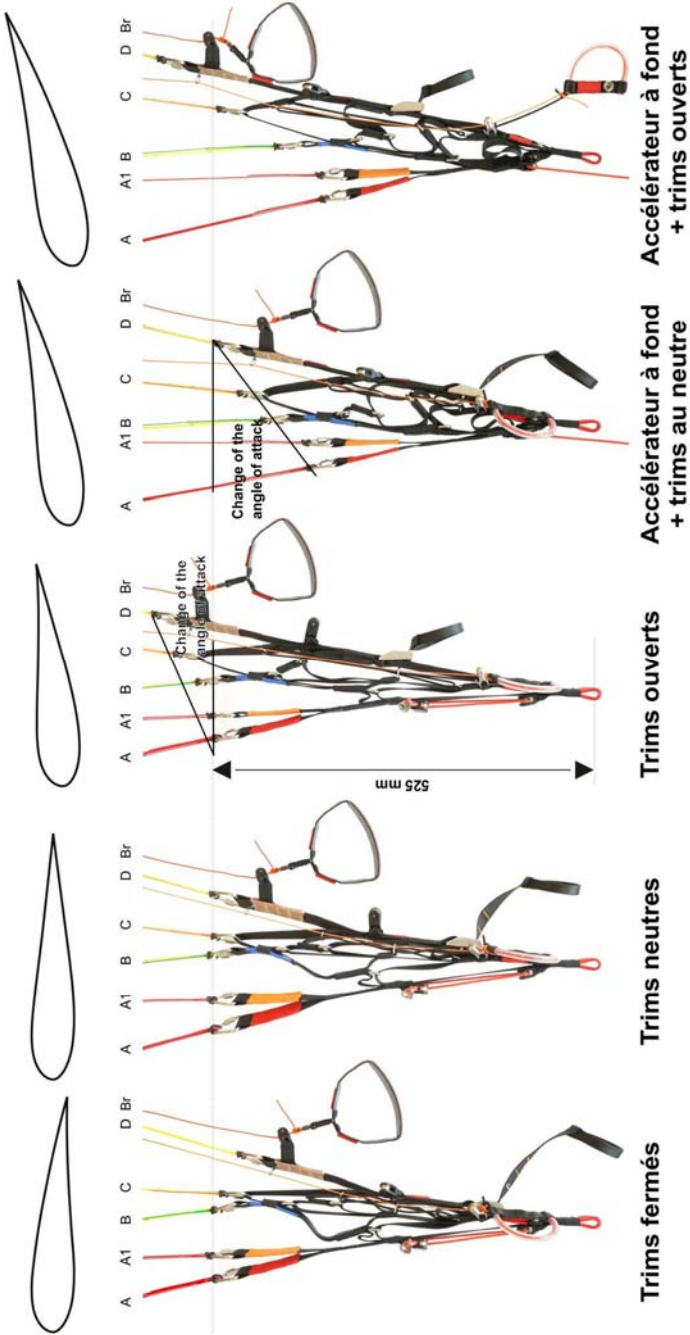 A A1 B C D Br
Trims fermés
A A1 B C D Br
Trims neutres
A A1 B C D Br
Change of the
angle of attack
525 mm
Trims ouverts
A A1 B C D Br
Change of the
angle of attack
Accélérateur à fond
+ trims au neutre
A A1 B C D Br
Accélérateur à fond
+ trims ouverts